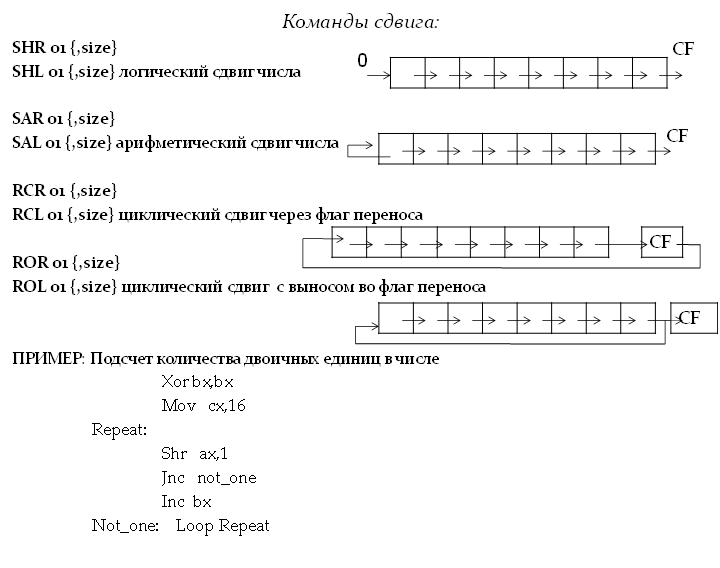 Команды сдвига:
SHR o1 {,size}
CF
0
SHL o1 {,size} логический сдвиг числа
SAR o1 {,size}
CF
SAL o1 {,size} арифметический сдвиг числа
RCR o1 {,size}
RCL o1 {,size} циклический сдвиг через флаг переноса
CF
ROR o1 {,size}
ROL o1 {,size} циклический сдвиг с выносом во флаг переноса
CF
ПРИМЕР: Подсчет количества двоичных единиц в числе
Xor bx,bx
Mov cx,16
Repeat:
Shr ax,1
Jnc not_one
Inc bx
Not_one: Loop Repeat